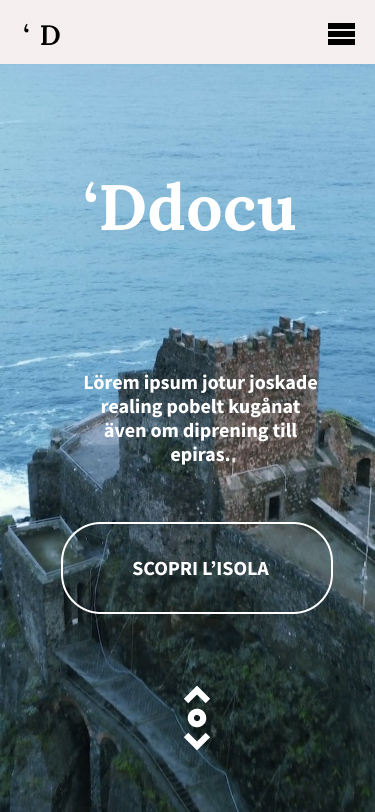 ‘ D
‘Ddocu
Lörem ipsum jotur joskade
realing pobelt kugånat
även om diprening till
epiras..
SCOPRI L’ISOLA